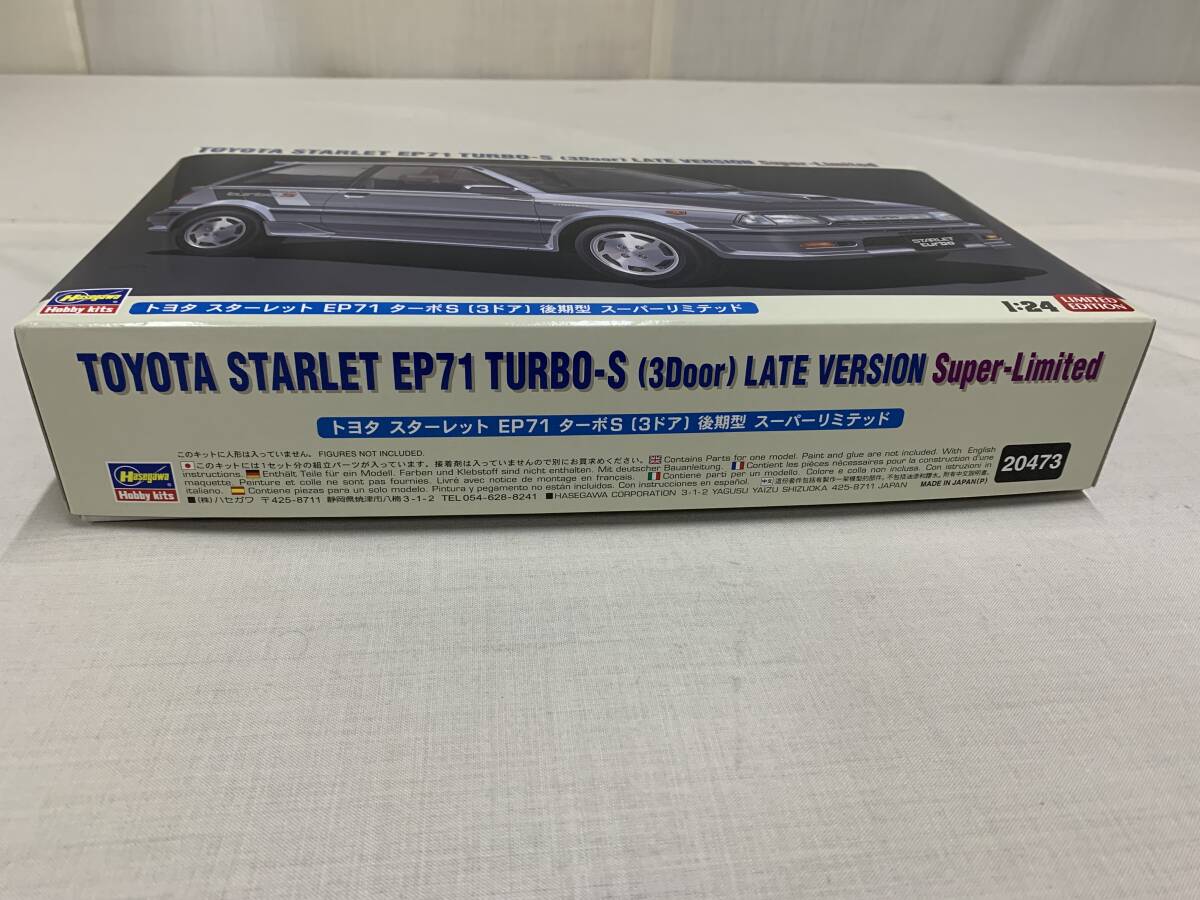 TOYOTA STARLET EP71 TURBO-S (3Door) LATE VERSION Super-Limited
turbo S
STARLET
turbo
Hasegawa
Hobby kits
トヨタ スターレット EP71 ターボS (3ドア) 後期型 スーパーリミテッド
1:24
LIMITED
EDITION
TOYOTA STARLET EP71 TURBO-S (3Door) LATE VERSION Super-Limited
トヨタ スターレット EP71 ターボS (3ドア) 後期型 スーパーリミテッド
このキットに人形は入っていません。 FIGURES NOT INCLUDED.
Hasegawa
Hobby kits
このキットには1セット分の組立パーツが入っています。接着剤は入っていませんので別にお買求めください。 Contains Parts for one model. Paint and glue are not included. With English
instructions. Enthält Teile für ein Modell. Farben und Klebstoff sind nicht enthalten. Mit deutscher Bauanleitung. Contient les pièces nécessaires pour la construction d'une
maquette. Peinture et colle ne sont pas fournies. Livré avec notice de montage en français. Contiene parti per un model. Colore e colla non inclusa. Con istruzioni in
italiano. Contiene piezas para un solo modelo. Pintura y pegamento no están incluidos. Con instrucciones en español. 中文
■(株)ハセガワ 〒425-8711 静岡県焼津市八楠3-1-2 TEL 054-628-8241 ■HASEGAWA CORPORATION 3-1-2 YAGUSU YAIZU SHIZUOKA 425-8711 JAPAN MADE IN JAPAN(P)
20473